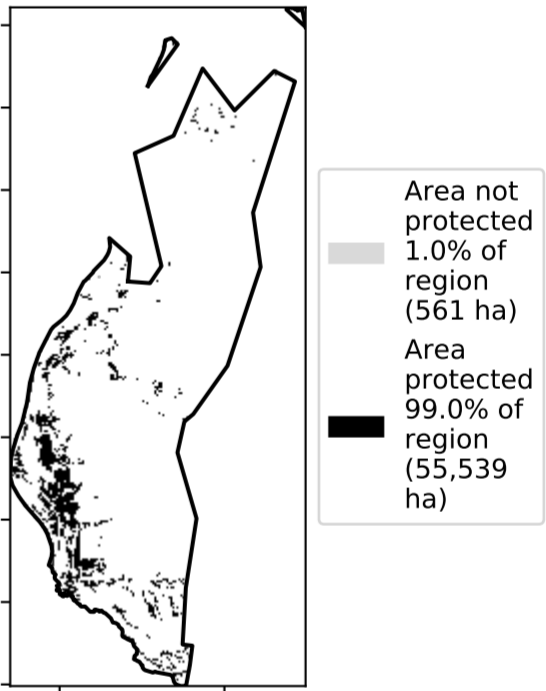 Area not
protected
1.0% of
region
(561 ha)
Area
protected
99.0% of
region
(55,539
ha)